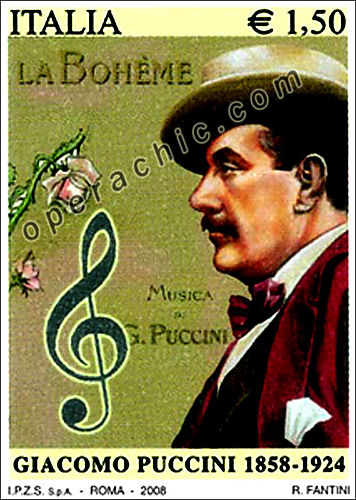 ITALIA € 1,50
LA BOHÈME
operachic.com
MUSICA
DI
G. PUCCINI
GIACOMO PUCCINI 1858-1924
I.P.Z.S. S.p.A. - ROMA - 2008 R. FANTINI